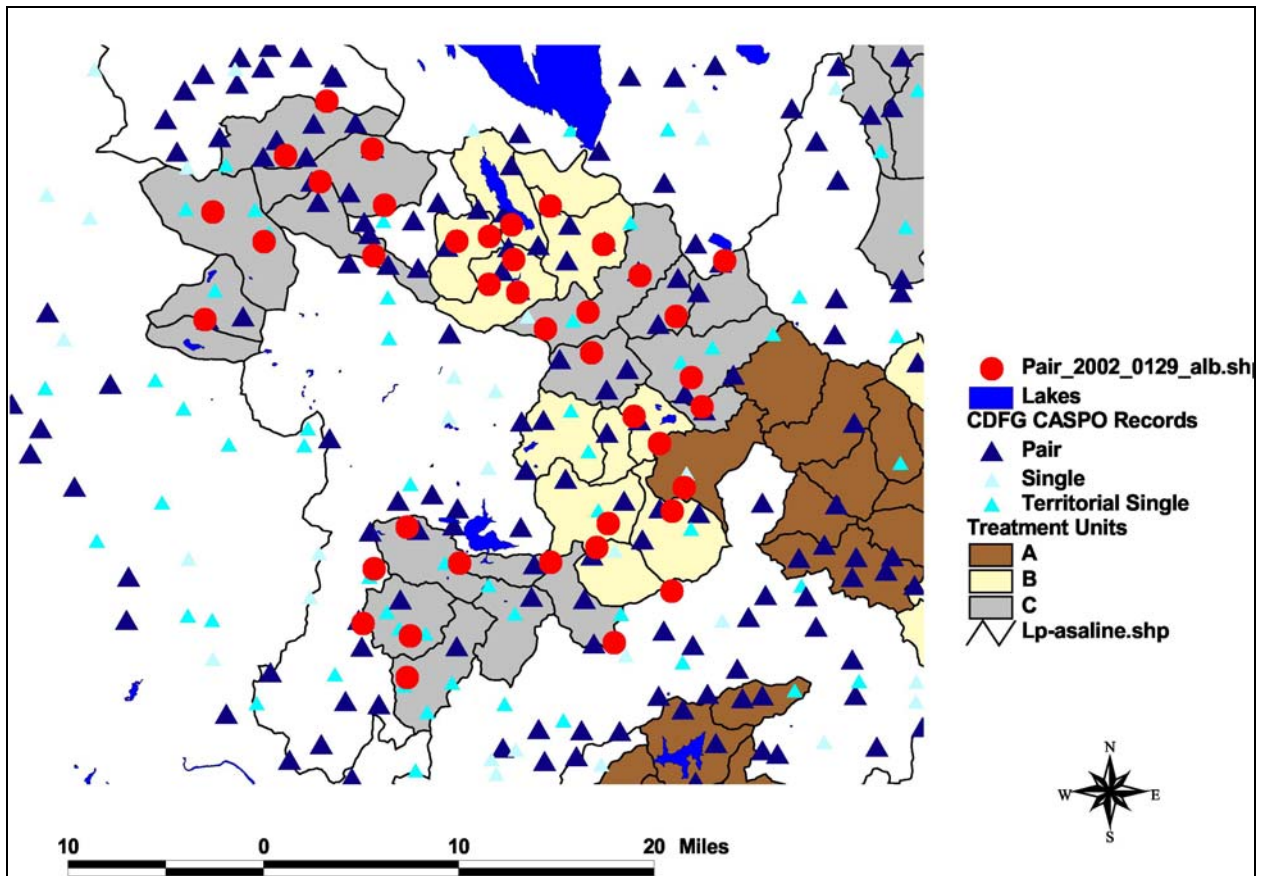 Pair_2002_0129_alb.shp
Lakes
CDFG CASPO Records
Pair
Single
Territorial Single
Treatment Units
A
B
C
Lp-asaline.shp
N
W E
S
10 0 10 20 Miles